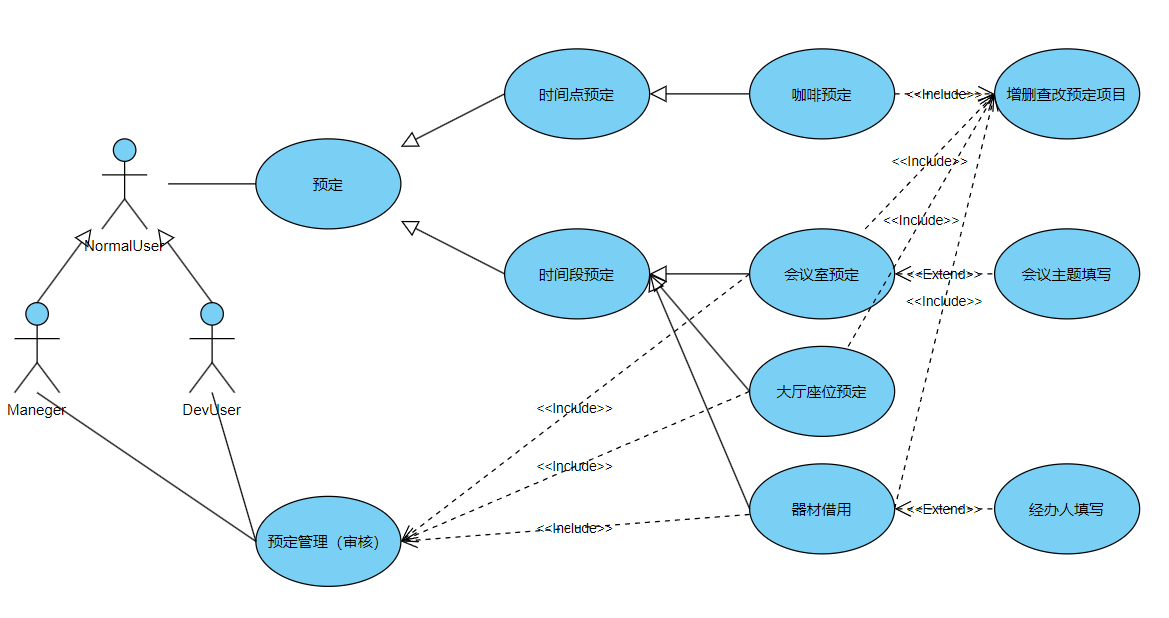 时间点预定
咖啡预定
<<Include>>
增删查改预定项目
<<Include>>
预定
<<Include>>
NormalUser
时间段预定
会议室预定
<<Extend>>
会议主题填写
<<Include>>
大厅座位预定
Maneger
DevUser
<<Include>>
<<Include>>
器材借用
<<Extend>>
经办人填写
<<Include>>
预定管理（审核）